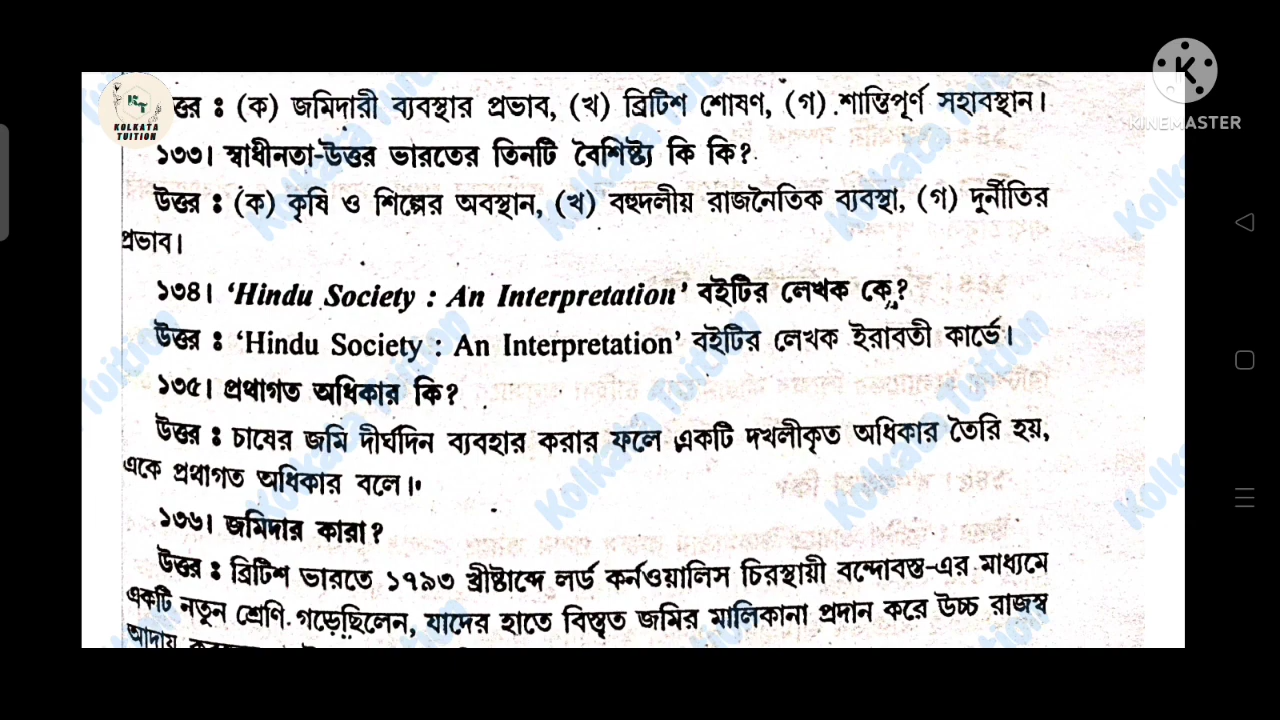 KOLKATA
TUITION
KINEMASTER
ত্তর : (ক) জমিদারী ব্যবস্থার প্রভাব, (খ) ব্রিটিশ শোষণ, (গ) শান্তিপূর্ণ সহাবস্থান।
১৩৩। স্বাধীনতা-উত্তর ভারতের তিনটি বৈশিষ্ট্য কি কি?
উত্তর : (ক) কৃষি ও শিল্পের অবস্থান, (খ) বহুদলীয় রাজনৈতিক ব্যবস্থা, (গ) দুর্নীতির
প্রভাব।
১৩৪। ‘Hindu Society : An Interpretation’ বইটির লেখক কে?
উত্তর : ‘Hindu Society : An Interpretation’ বইটির লেখক ইরাবতী কার্ভে।
১৩৫। প্রথাগত অধিকার কি?
উত্তর : চাষের জমি দীর্ঘদিন ব্যবহার করার ফলে একটি দখলীকৃত অধিকার তৈরি হয়,
একে প্রথাগত অধিকার বলে।
১৩৬। জমিদার কারা?
উত্তর : ব্রিটিশ ভারতে ১৭৯৩ খ্রীষ্টাব্দে লর্ড কর্নওয়ালিস চিরস্থায়ী বন্দোবস্ত-এর মাধ্যমে
একটি নতুন শ্রেণি গড়েছিলেন, যাদের হাতে বিস্তৃত জমির মালিকানা প্রদান করে উচ্চ রাজস্ব
আদায়